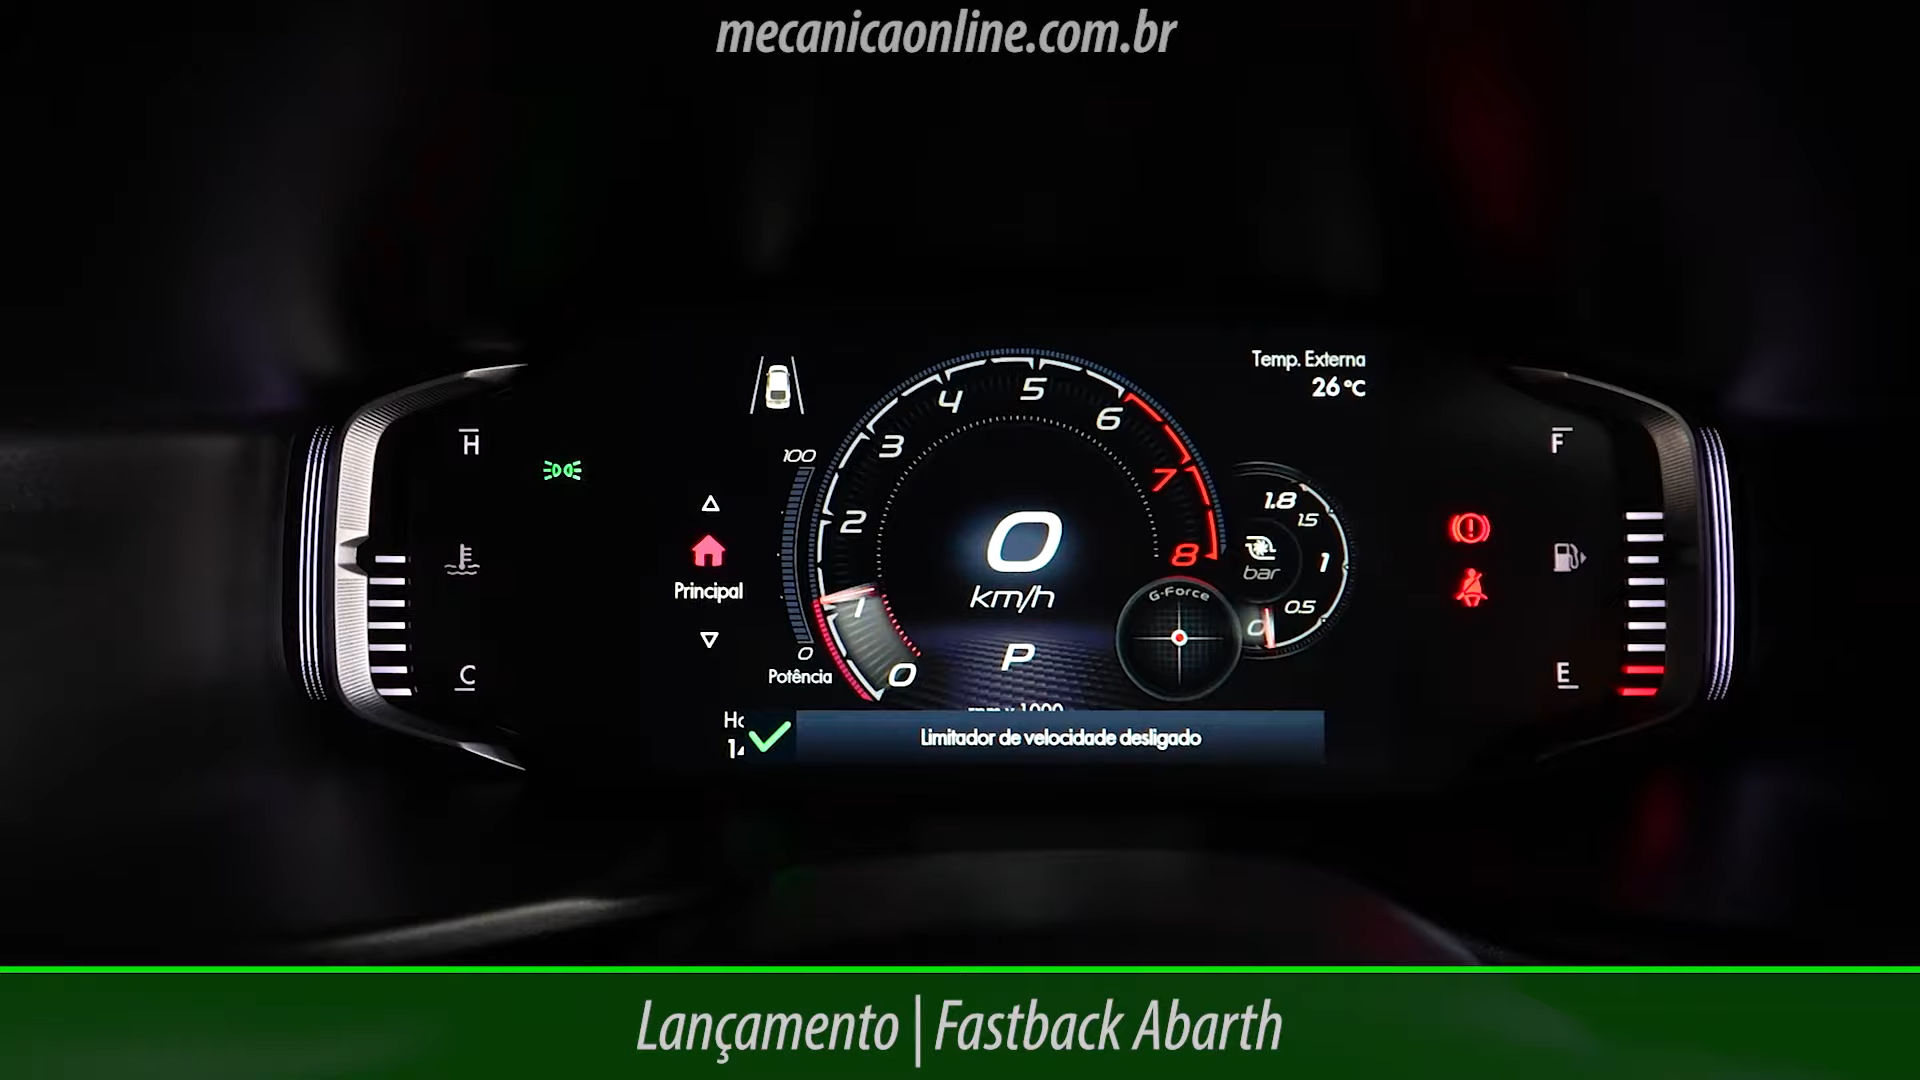 mecanicaonline.com.br
Temp. Externa
26 °C
H
F
100
1
2
3
4
5
6
7
8
0
1.8
1.5
1
0.5
0
bar
Principal
0
km/h
G-Force
P
0
Potência
C
E
Limitador de velocidade desligado
Lançamento | Fastback Abarth